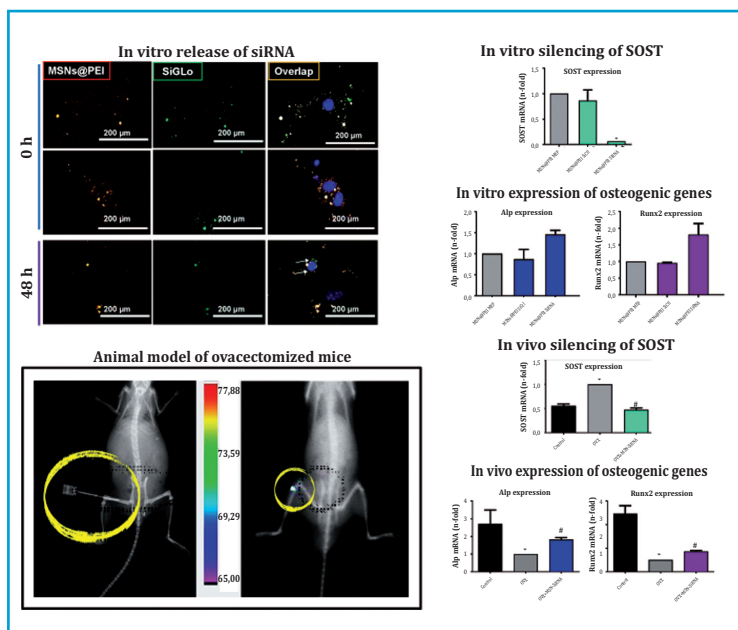 In vitro release of siRNA
MSNs@PEI
SiGLo
Overlap
0 h
200 µm
200 µm
200 µm
200 µm
200 µm
200 µm
48 h
200 µm
200 µm
200 µm
Animal model of ovacectomized mice
77,88
73,59
69,29
65,00
In vitro silencing of SOST
SOST expression
SOST mRNA (n-fold)
1,5
1,0
0,5
0,0
*
In vitro expression of osteogenic genes
Alp expression
Alp mRNA (n-fold)
2,0
1,5
1,0
0,5
0,0
Runx2 expression
Runx2 mRNA (n-fold)
2,5
2,0
1,5
1,0
0,5
0,0
In vivo silencing of SOST
SOST expression
SOST mRNA (n-fold)
1,5
1,0
0,5
0,0
*
#
Control
OVX
In vivo expression of osteogenic genes
Alp expression
Alp mRNA (n-fold)
4
3
2
1
0
*
#
Control
Runx2 expression
Runx2 mRNA (n-fold)
*
#
Control
OVX